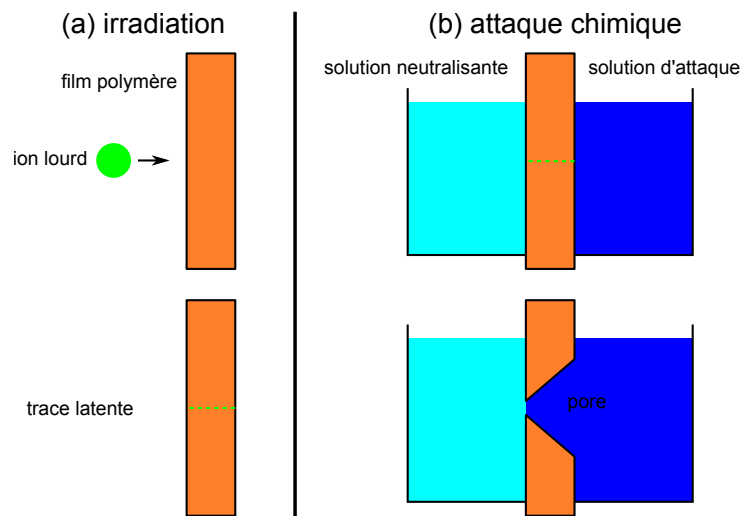 (a) irradiation
film polymère
ion lourd
trace latente
(b) attaque chimique
solution neutralisante
solution d'attaque
pore